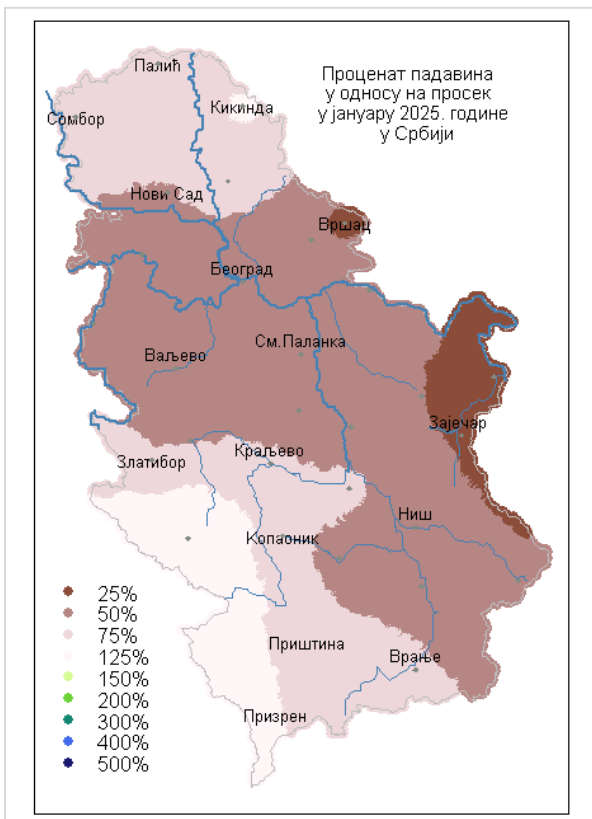 Проценат падавина
у односу на просек
у јануару 2025. године
у Србији
Палић
Кикинда
Сомбор
Нови Сад
Вршац
Београд
См.Паланка
Ваљево
Зајечар
Златибор
Краљево
Ниш
Копаоник
Приштина
Врање
Призрен
25%
50%
75%
125%
150%
200%
300%
400%
500%